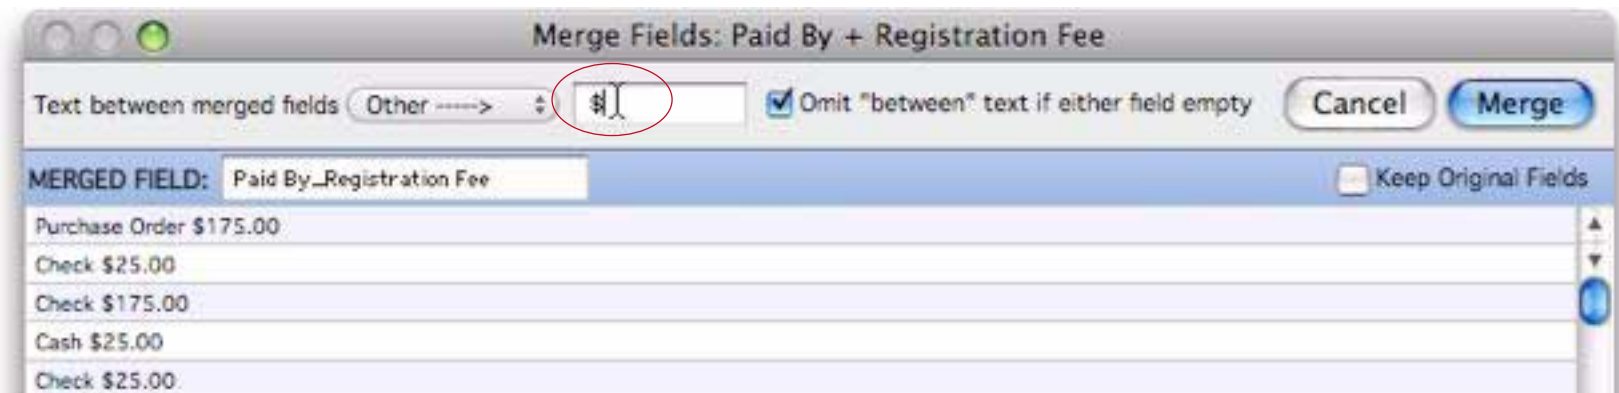 Merge Fields: Paid By + Registration Fee
Text between merged fields Other -----> $ Omit "between" text if either field empty Cancel Merge
MERGED FIELD: Paid By_Registration Fee Keep Original Fields
Purchase Order $175.00
Check $25.00
Check $175.00
Cash $25.00
Check $25.00